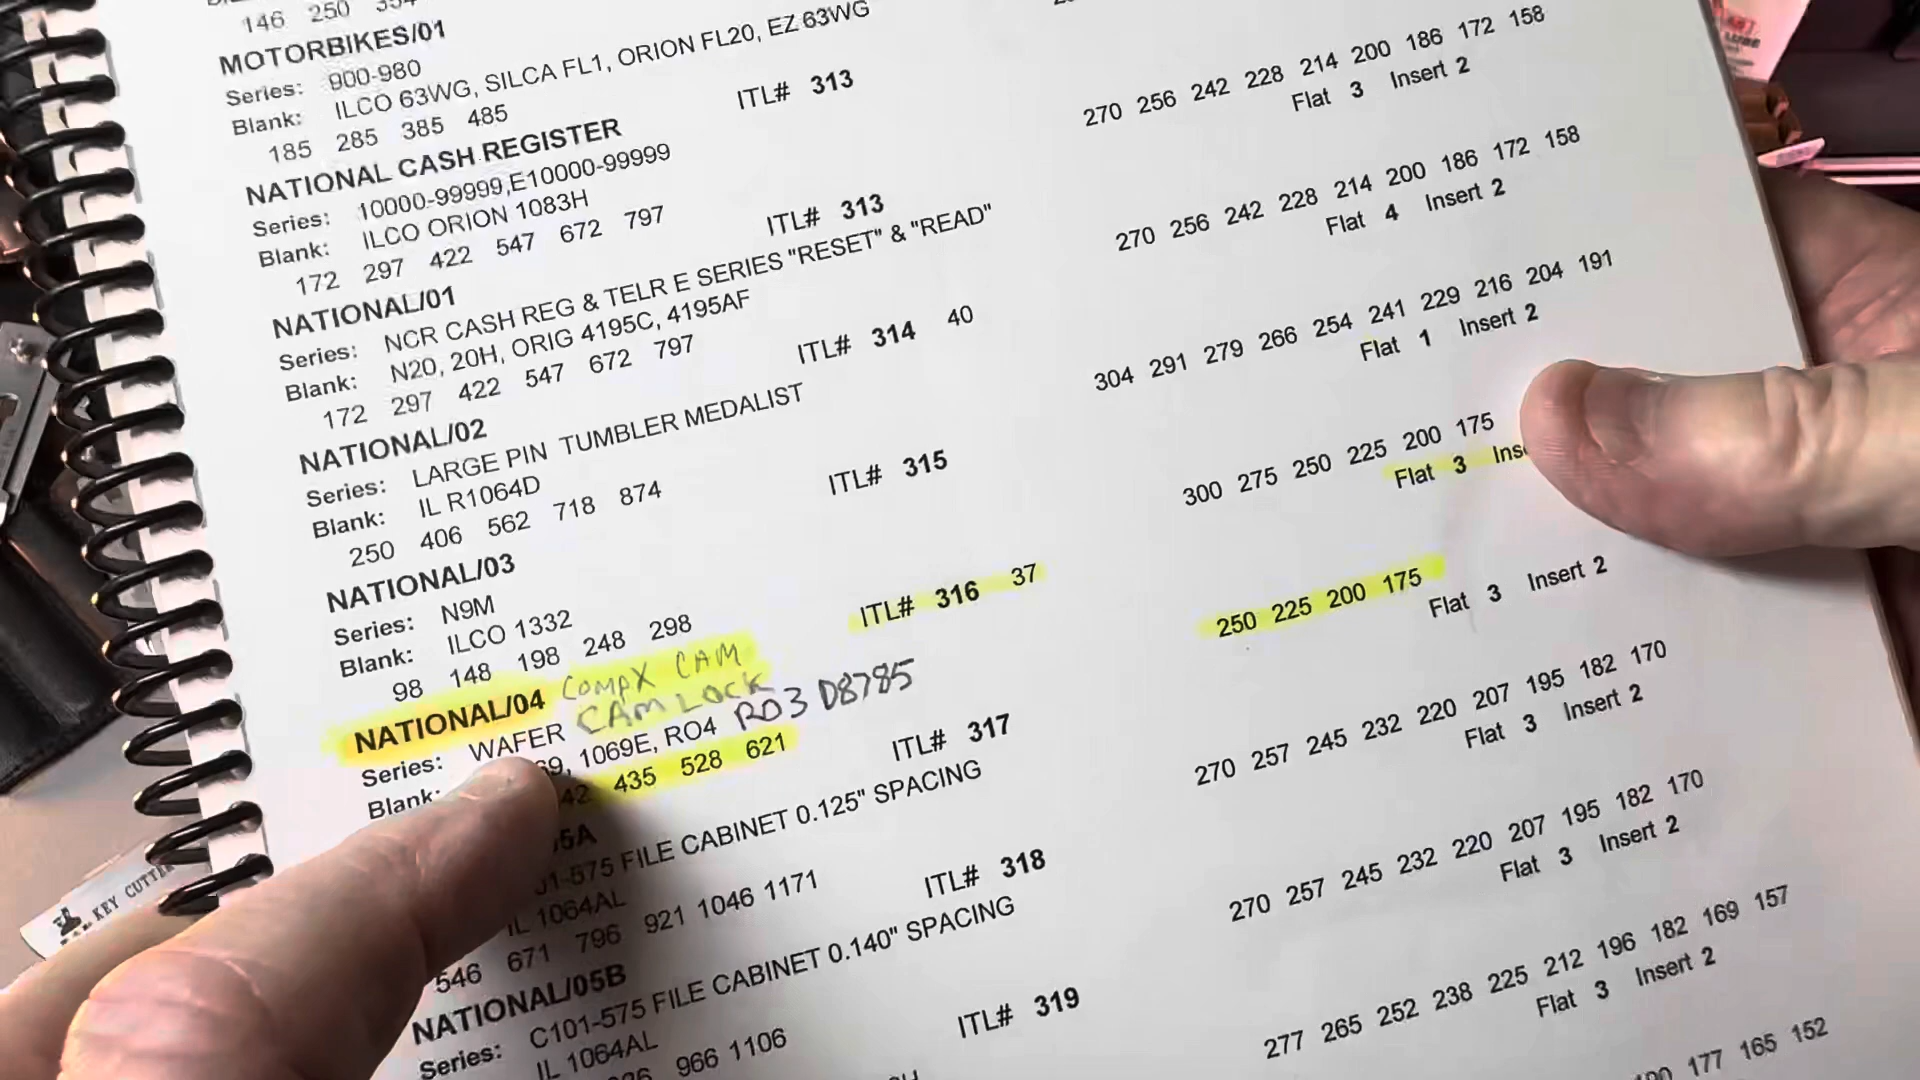 146 250 354
MOTORBIKES/01
Series: 900-980
Blank: ILCO 63WG, SILCA FL1, ORION FL20, EZ 63WG
185 285 385 485
ITL# 313
270 256 242 228 214 200 186 172 158
Flat 3 Insert 2
NATIONAL CASH REGISTER
Series: 10000-99999,E10000-99999
Blank: ILCO ORION 1083H
172 297 422 547 672 797
ITL# 313
270 256 242 228 214 200 186 172 158
Flat 4 Insert 2
NATIONAL/01
Series: NCR CASH REG & TELR E SERIES "RESET" & "READ"
Blank: N20, 20H, ORIG 4195C, 4195AF
172 297 422 547 672 797
ITL# 314 40
304 291 279 266 254 241 229 216 204 191
Flat 1 Insert 2
NATIONAL/02
Series: LARGE PIN TUMBLER MEDALIST
Blank: IL R1064D
250 406 562 718 874
ITL# 315
300 275 250 225 200 175
Flat 3
NATIONAL/03
Series: N9M
Blank: ILCO 1332
98 148 198 248 298
ITL# 316 37
250 225 200 175
Flat 3 Insert 2
NATIONAL/04 COMPX CAM
CAM LOCK
Series: WAFER
Blank: 1069E, RO4 RO3 D8785
435 528 621
ITL# 317
270 257 245 232 220 207 195 182 170
Flat 3 Insert 2
FILE CABINET 0.125" SPACING
IL 1064AL
546 671 796 921 1046 1171
ITL# 318
270 257 245 232 220 207 195 182 170
Flat 3 Insert 2
NATIONAL/05B
Series: C101-575 FILE CABINET 0.140" SPACING
IL 1064AL
966 1106
ITL# 319
277 265 252 238 225 212 196 182 169 157
Flat 3 Insert 2
177 165 152
KEY CUTTE